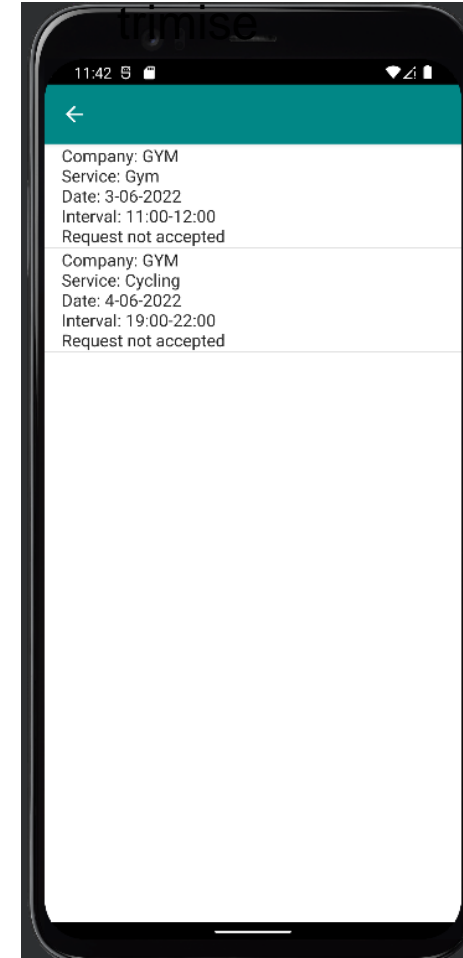 trimise
11:42
Company: GYM
Service: Gym
Date: 3-06-2022
Interval: 11:00-12:00
Request not accepted
Company: GYM
Service: Cycling
Date: 4-06-2022
Interval: 19:00-22:00
Request not accepted